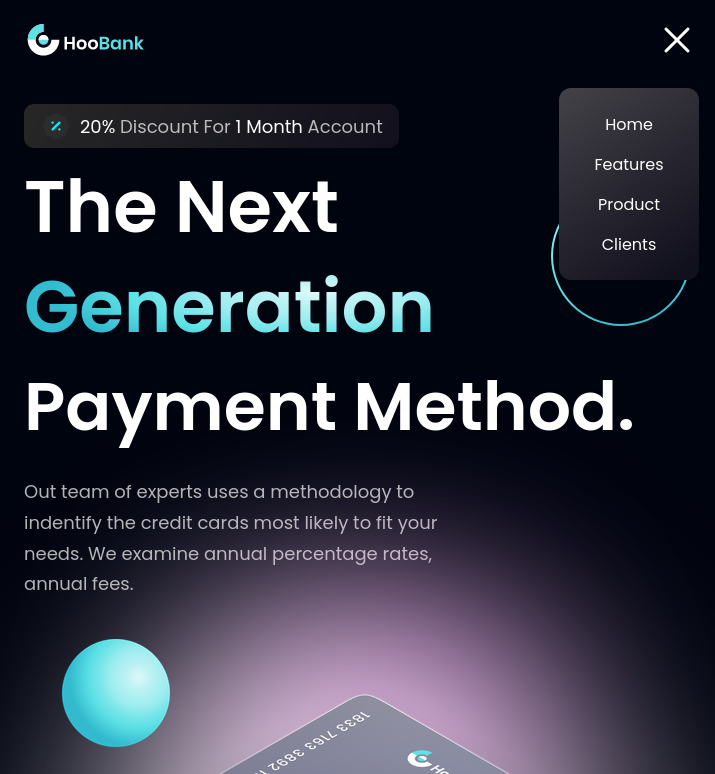 HooBank
20% Discount For 1 Month Account
Home
Features
Product
Clients
The Next
Generation
Payment Method.
Out team of experts uses a methodology to
indentify the credit cards most likely to fit your
needs. We examine annual percentage rates,
annual fees.
1833 7163 3892